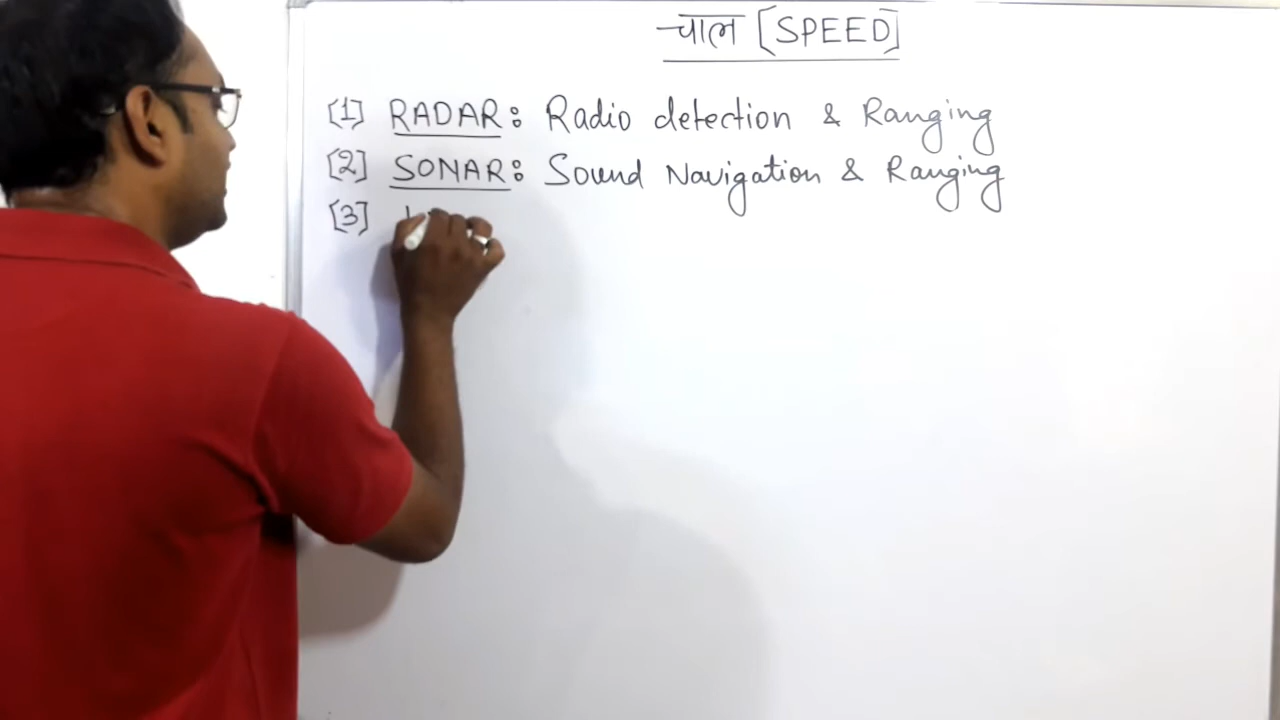 चाल [SPEED]
[1] RADAR: Radio detection & Ranging
[2] SONAR: Sound Navigation & Ranging
[3]